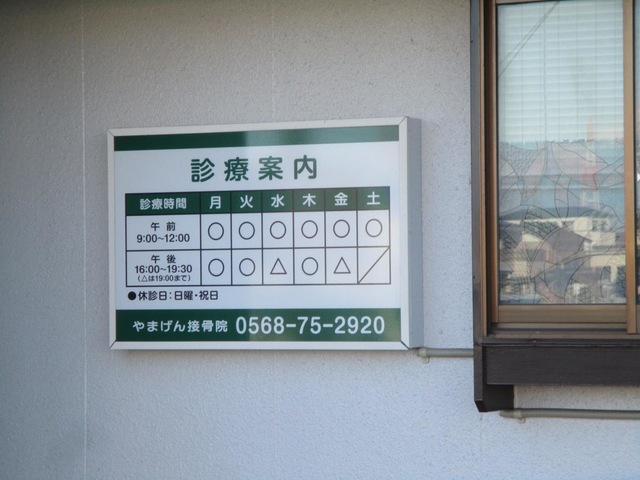 診療案内
診療時間 月 火 水 木 金 土
午前 9:00~12:00 ○ ○ ○ ○ ○ ○
午後 16:00~19:30 (△は19:00まで) ○ ○ △ ○ △ ／
●休診日:日曜・祝日
やまげん接骨院 0568-75-2920